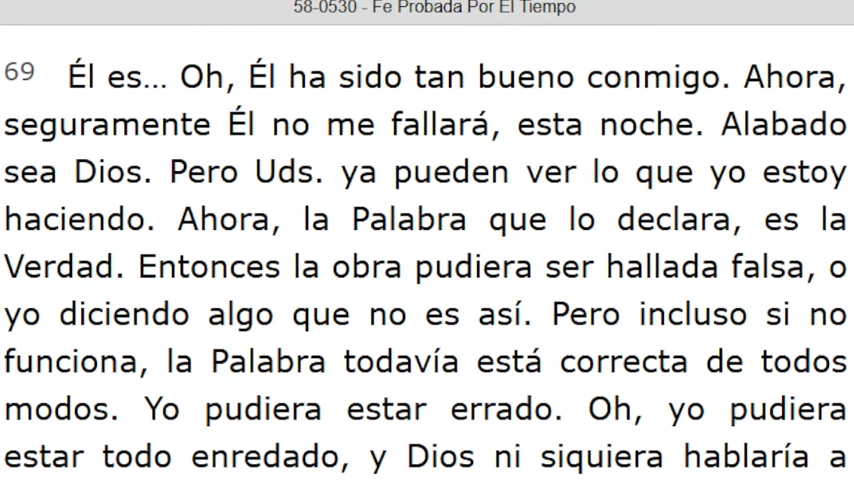 58-0530 - Fe Probada Por El Tiempo
69 Él es... Oh, Él ha sido tan bueno conmigo. Ahora,
seguramente Él no me fallará, esta noche. Alabado
sea Dios. Pero Uds. ya pueden ver lo que yo estoy
haciendo. Ahora, la Palabra que lo declara, es la
Verdad. Entonces la obra pudiera ser hallada falsa, o
yo diciendo algo que no es así. Pero incluso si no
funciona, la Palabra todavía está correcta de todos
modos. Yo pudiera estar errado. Oh, yo pudiera
estar todo enredado, y Dios ni siquiera hablaría a